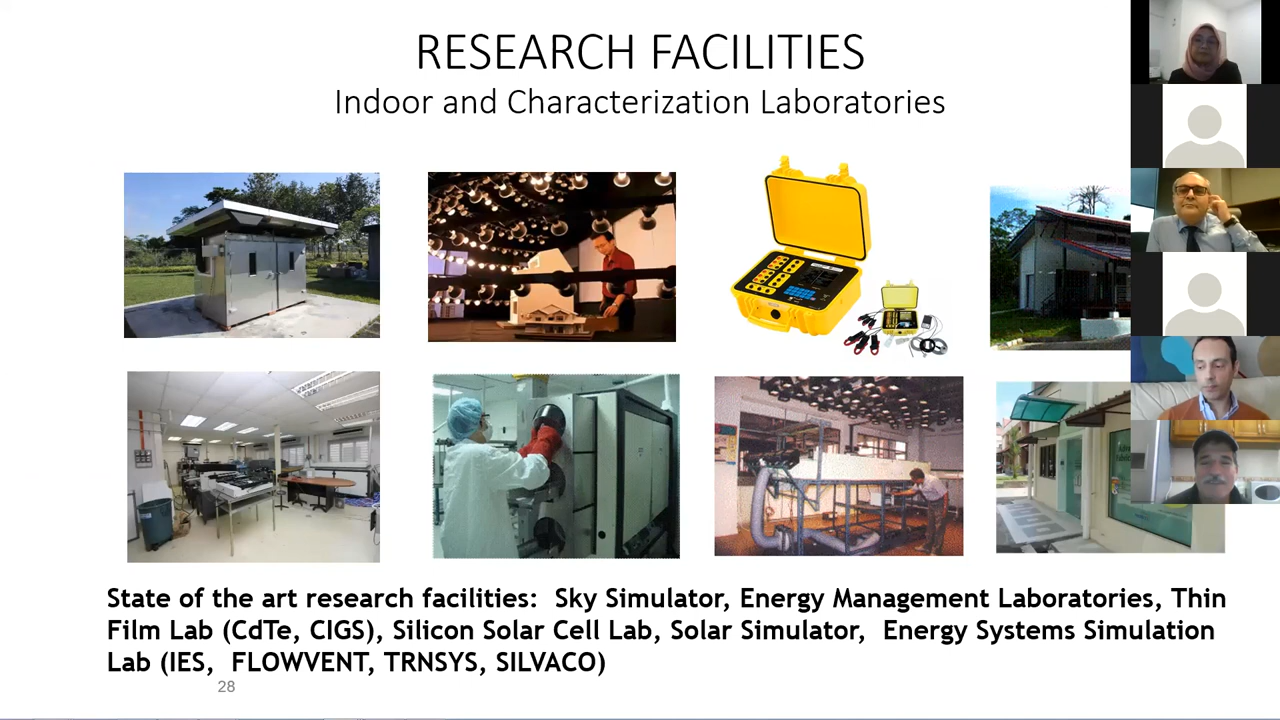 RESEARCH FACILITIES
Indoor and Characterization Laboratories
State of the art research facilities:  Sky Simulator, Energy Management Laboratories, Thin
Film Lab (CdTe, CIGS), Silicon Solar Cell Lab, Solar Simulator,  Energy Systems Simulation
Lab (IES,  FLOWVENT, TRNSYS, SILVACO)
28